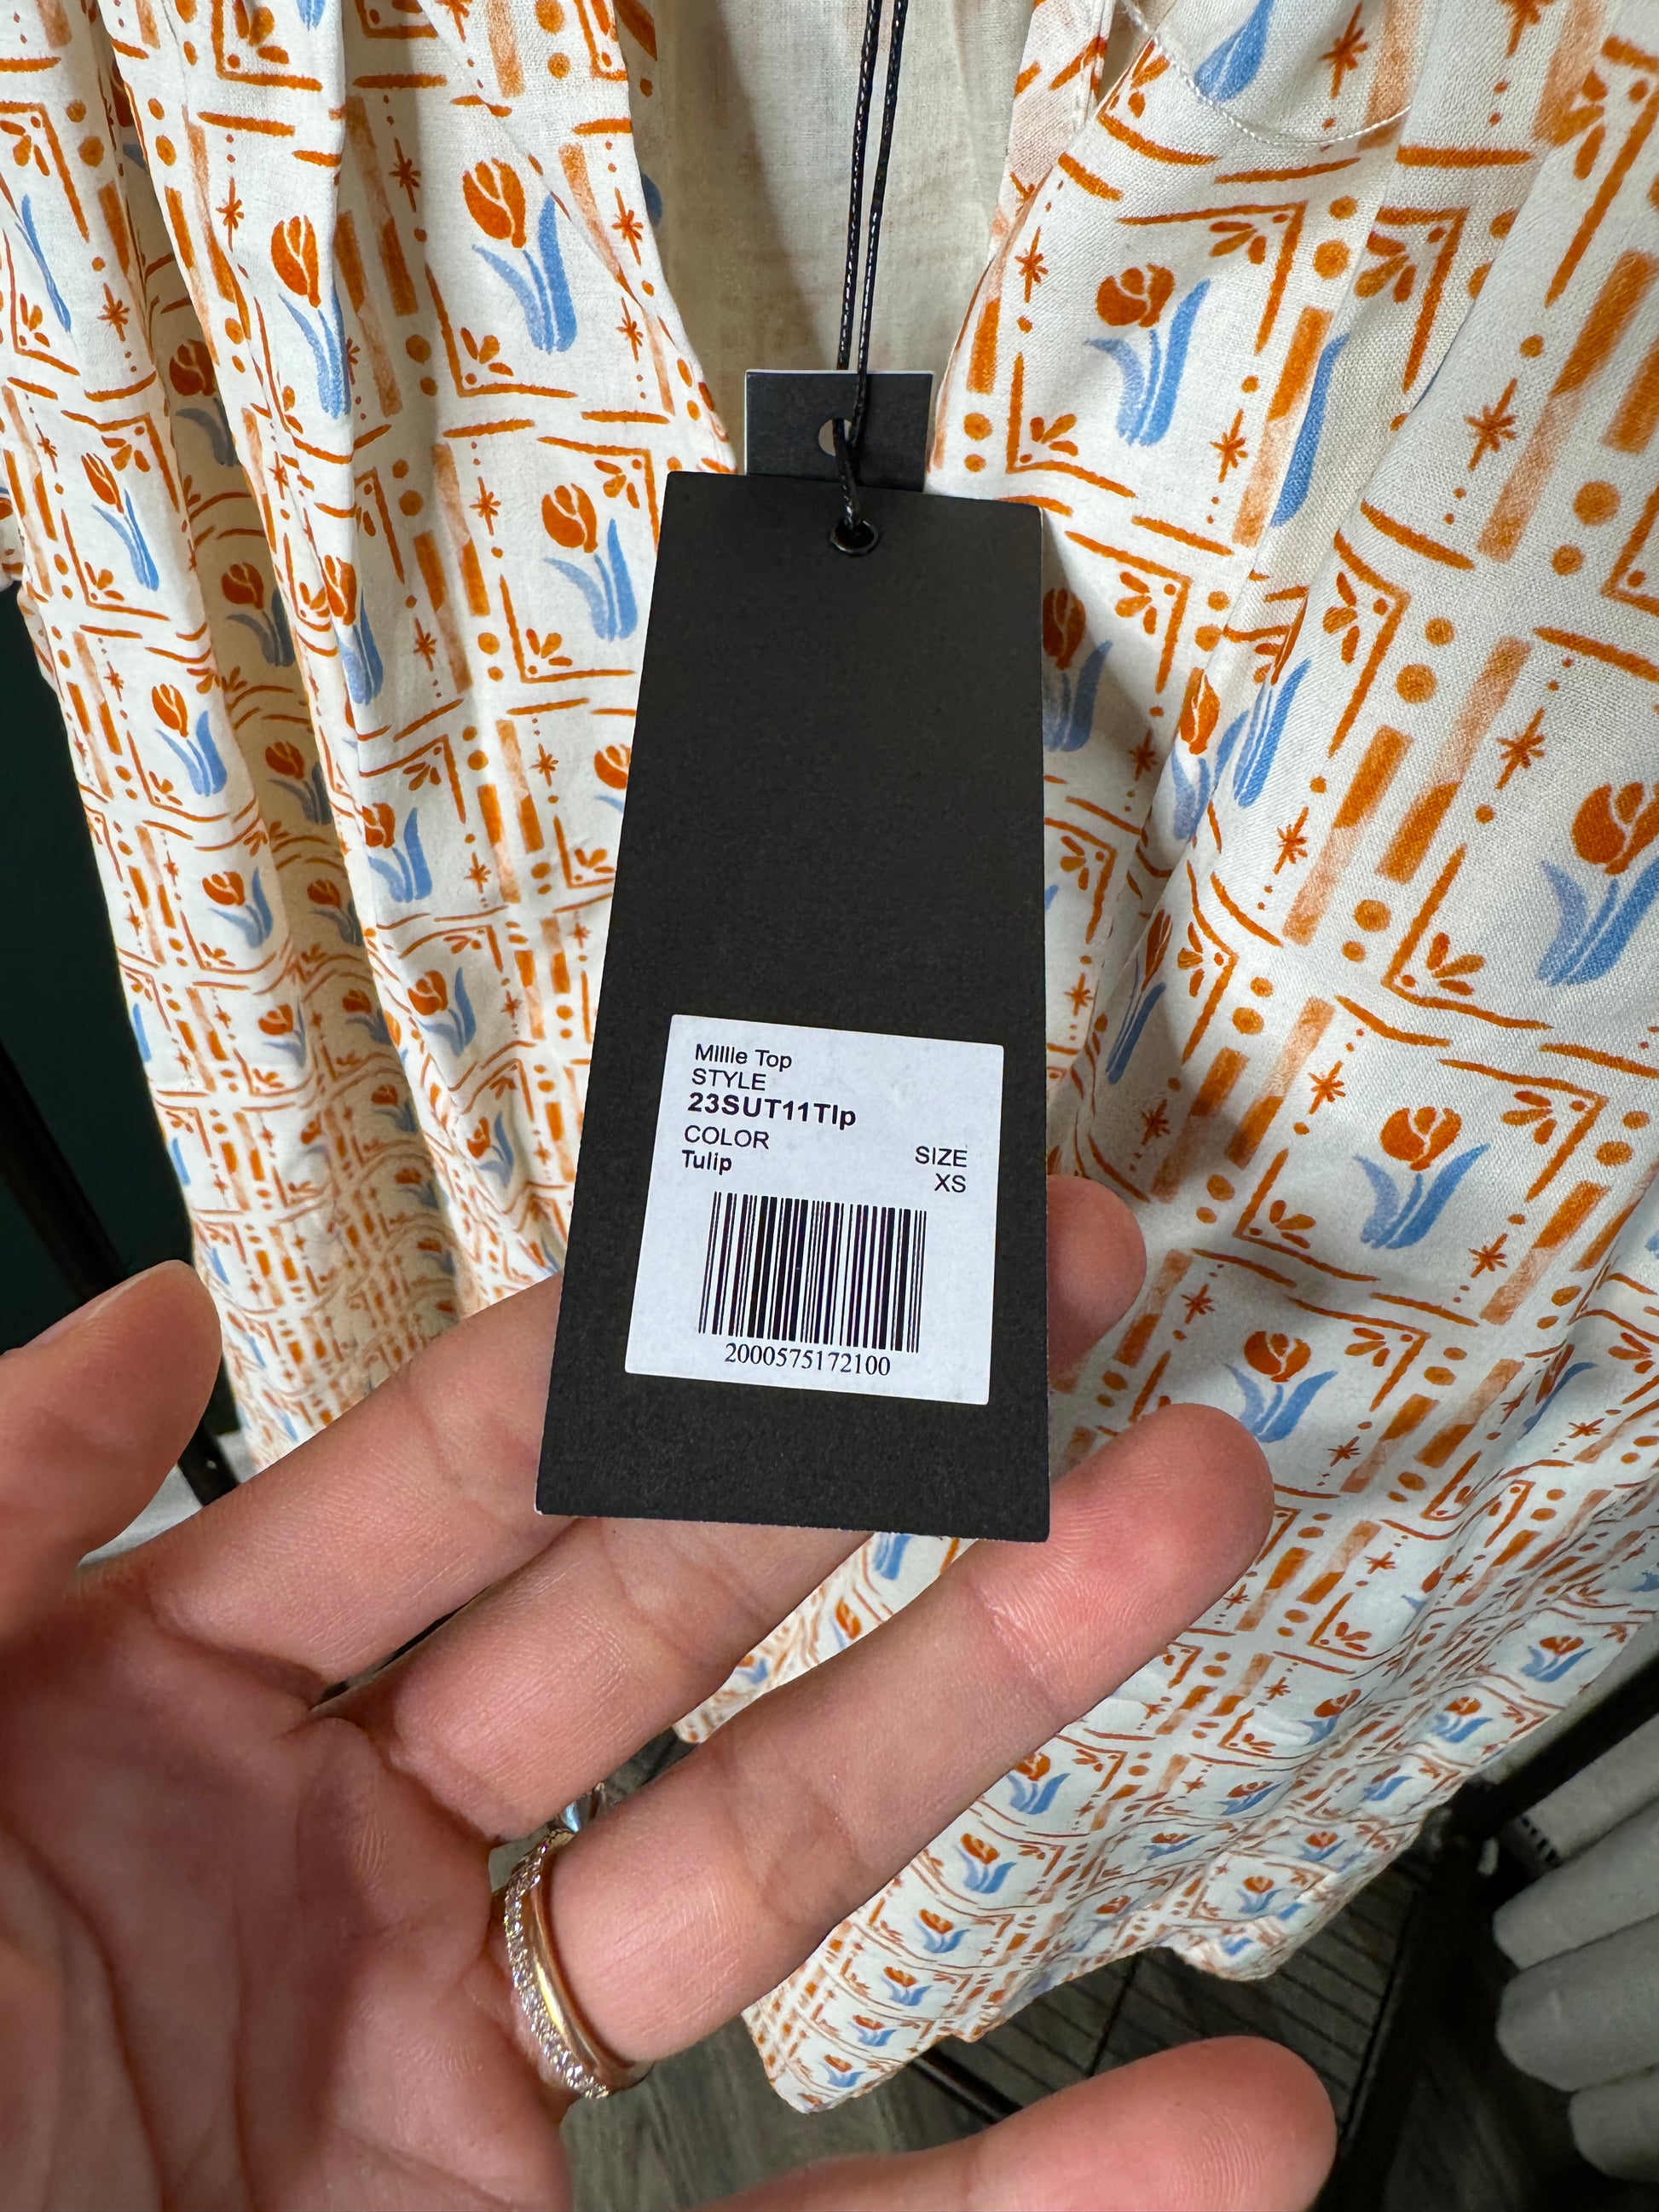 Millie Top
STYLE
23SUT11Tlp
COLOR
Tulip
SIZE
XS
2000575172100